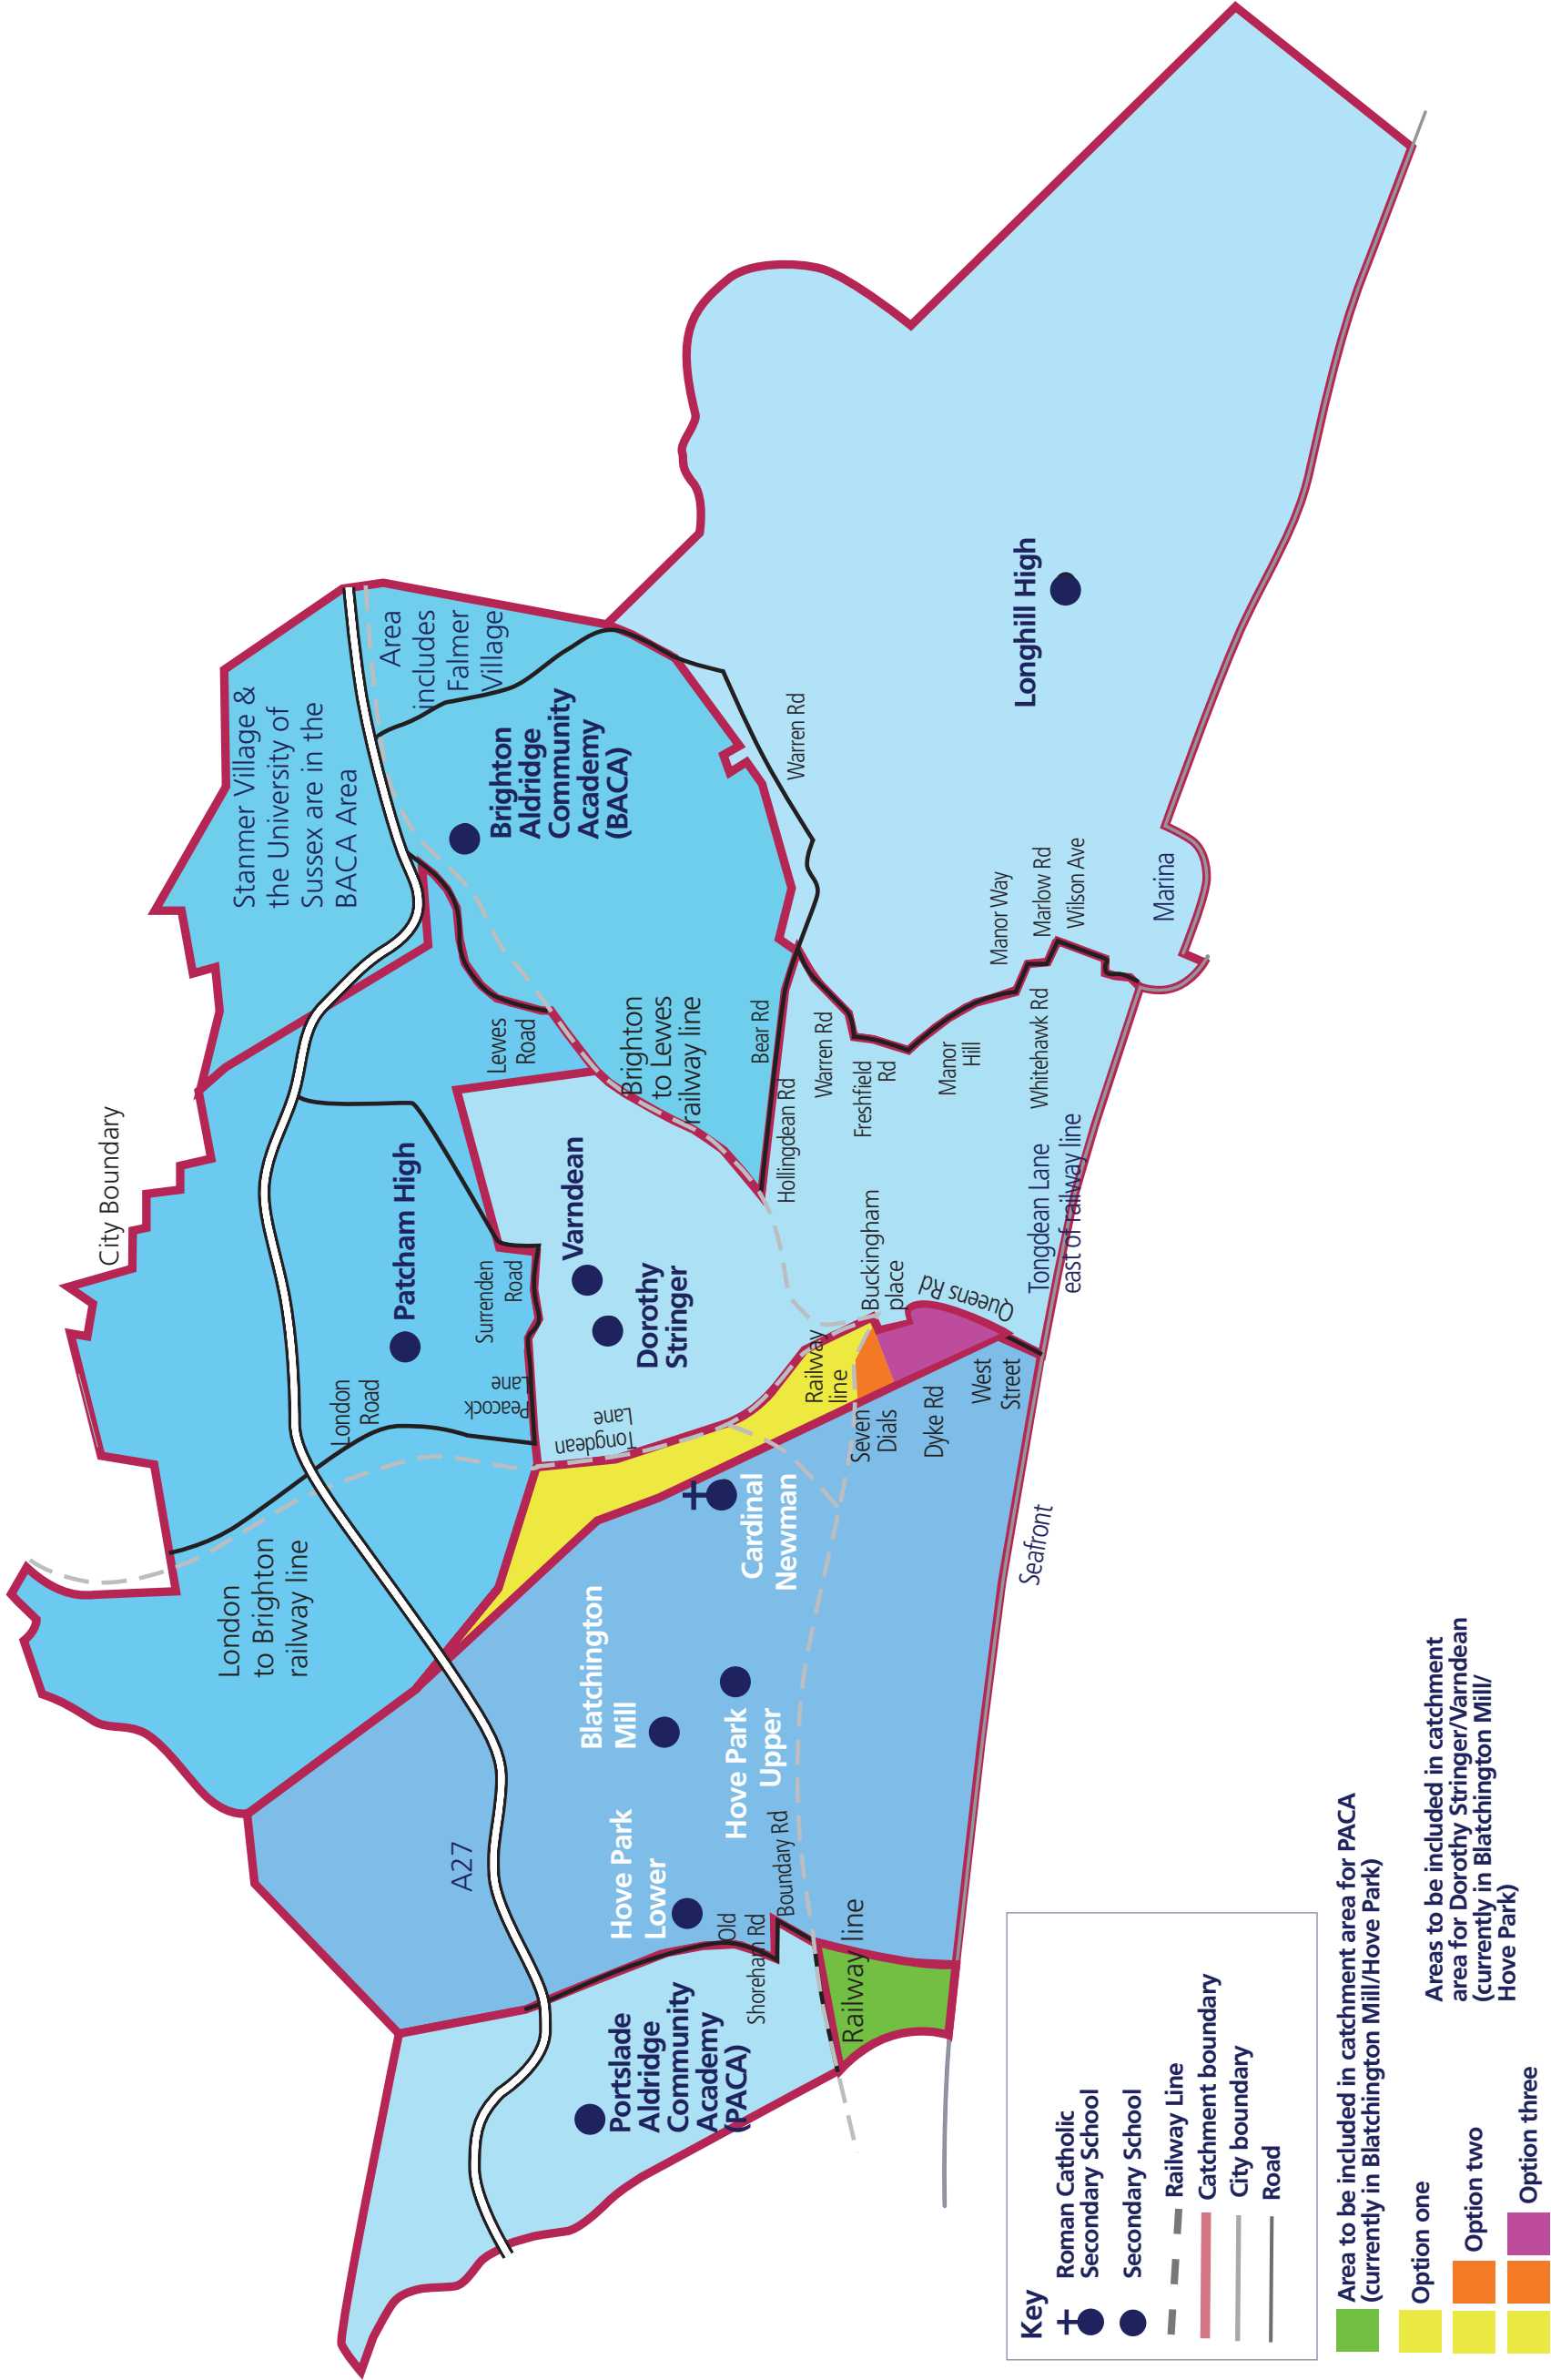 City Boundary
Stanmer Village &
the University of
Sussex are in the
BACA Area
Area
includes
Falmer
Village
London
to Brighton
railway line
London
Road
Patcham High
Lewes
Road
Brighton
Aldridge
Community
Academy
(BACA)
A27
Peacock
Lane
Surrenden
Road
Tongdean
Lane
Varndean
Dorothy
Stringer
Brighton
to Lewes
railway line
Portslade
Aldridge
Community
Academy
(PACA)
Hove Park
Lower
Blatchington
Mill
Hove Park
Upper
Cardinal
Newman
Old
Shoreham Rd
Boundary Rd
Railway line
Railway
line
Seven
Dials
Dyke Rd
West
Street
Buckingham
place
Queens Rd
Hollingdean Rd
Bear Rd
Warren Rd
Warren Rd
Freshfield
Rd
Manor
Hill
Manor Way
Whitehawk Rd
Marlow Rd
Wilson Ave
Longhill High
Marina
Tongdean Lane
east of railway line
Seafront
Key
Roman Catholic
Secondary School
Secondary School
Railway Line
Catchment boundary
City boundary
Road
Area to be included in catchment area for PACA
(currently in Blatchington Mill/Hove Park)
Option one
Option two
Option three
Areas to be included in catchment
area for Dorothy Stringer/Varndean
(currently in Blatchington Mill/
Hove Park)